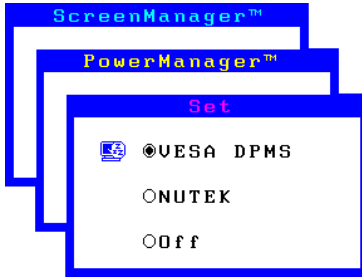 ScreenManager™
PowerManager™
Set
VESA DPMS
NUTEK
Off